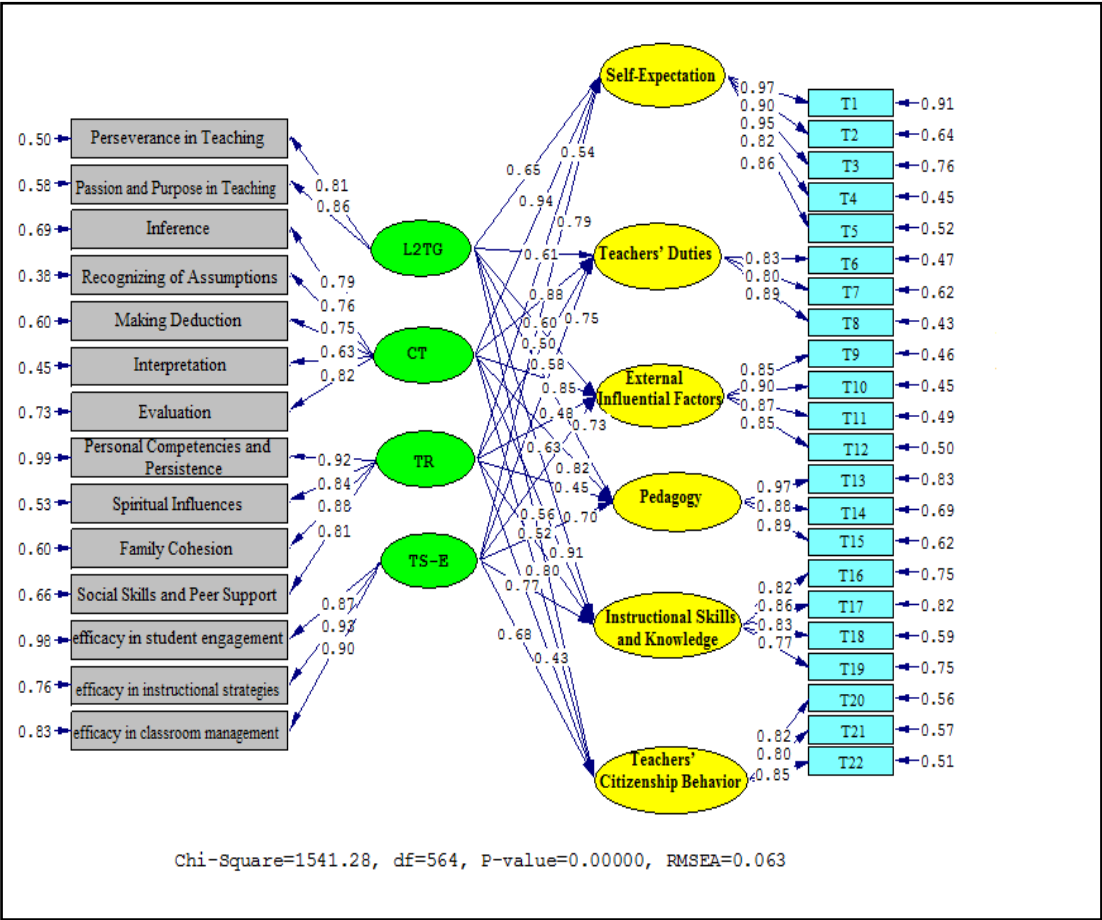 Self-Expectation
0.97
0.90
0.95
0.82
0.86
T1
0.91
T2
0.64
T3
0.76
T4
0.45
T5
0.52
0.50
Perseverance in Teaching
0.58
Passion and Purpose in Teaching
0.69
Inference
0.38
Recognizing of Assumptions
0.60
Making Deduction
0.45
Interpretation
0.73
Evaluation
0.99
Personal Competencies and
Persistence
0.53
Spiritual Influences
0.60
Family Cohesion
0.66
Social Skills and Peer Support
0.98
efficacy in student engagement
0.76
efficacy in instructional strategies
0.83
efficacy in classroom management
0.81
0.86
0.79
0.76
0.75
0.63
0.82
0.92
0.84
0.88
0.81
0.87
0.93
0.90
L2TG
CT
TR
TS-E
0.54
0.65
0.94
0.79
0.61
0.88
0.60
0.75
0.50
0.58
0.85
0.48
0.73
0.63
0.82
0.45
0.56
0.70
0.52
0.91
0.80
0.77
0.68
0.43
Teachers’ Duties
0.83
0.80
0.89
T6
0.47
T7
0.62
T8
0.43
External
Influential Factors
0.85
0.90
0.87
0.85
T9
0.46
T10
0.45
T11
0.49
T12
0.50
Pedagogy
0.97
0.88
0.89
T13
0.83
T14
0.69
T15
0.62
Instructional Skills
and Knowledge
0.82
0.86
0.83
0.77
T16
0.75
T17
0.82
T18
0.59
T19
0.75
Teachers’
Citizenship Behavior
0.82
0.80
0.85
T20
0.56
T21
0.57
T22
0.51
Chi-Square=1541.28, df=564, P-value=0.00000, RMSEA=0.063